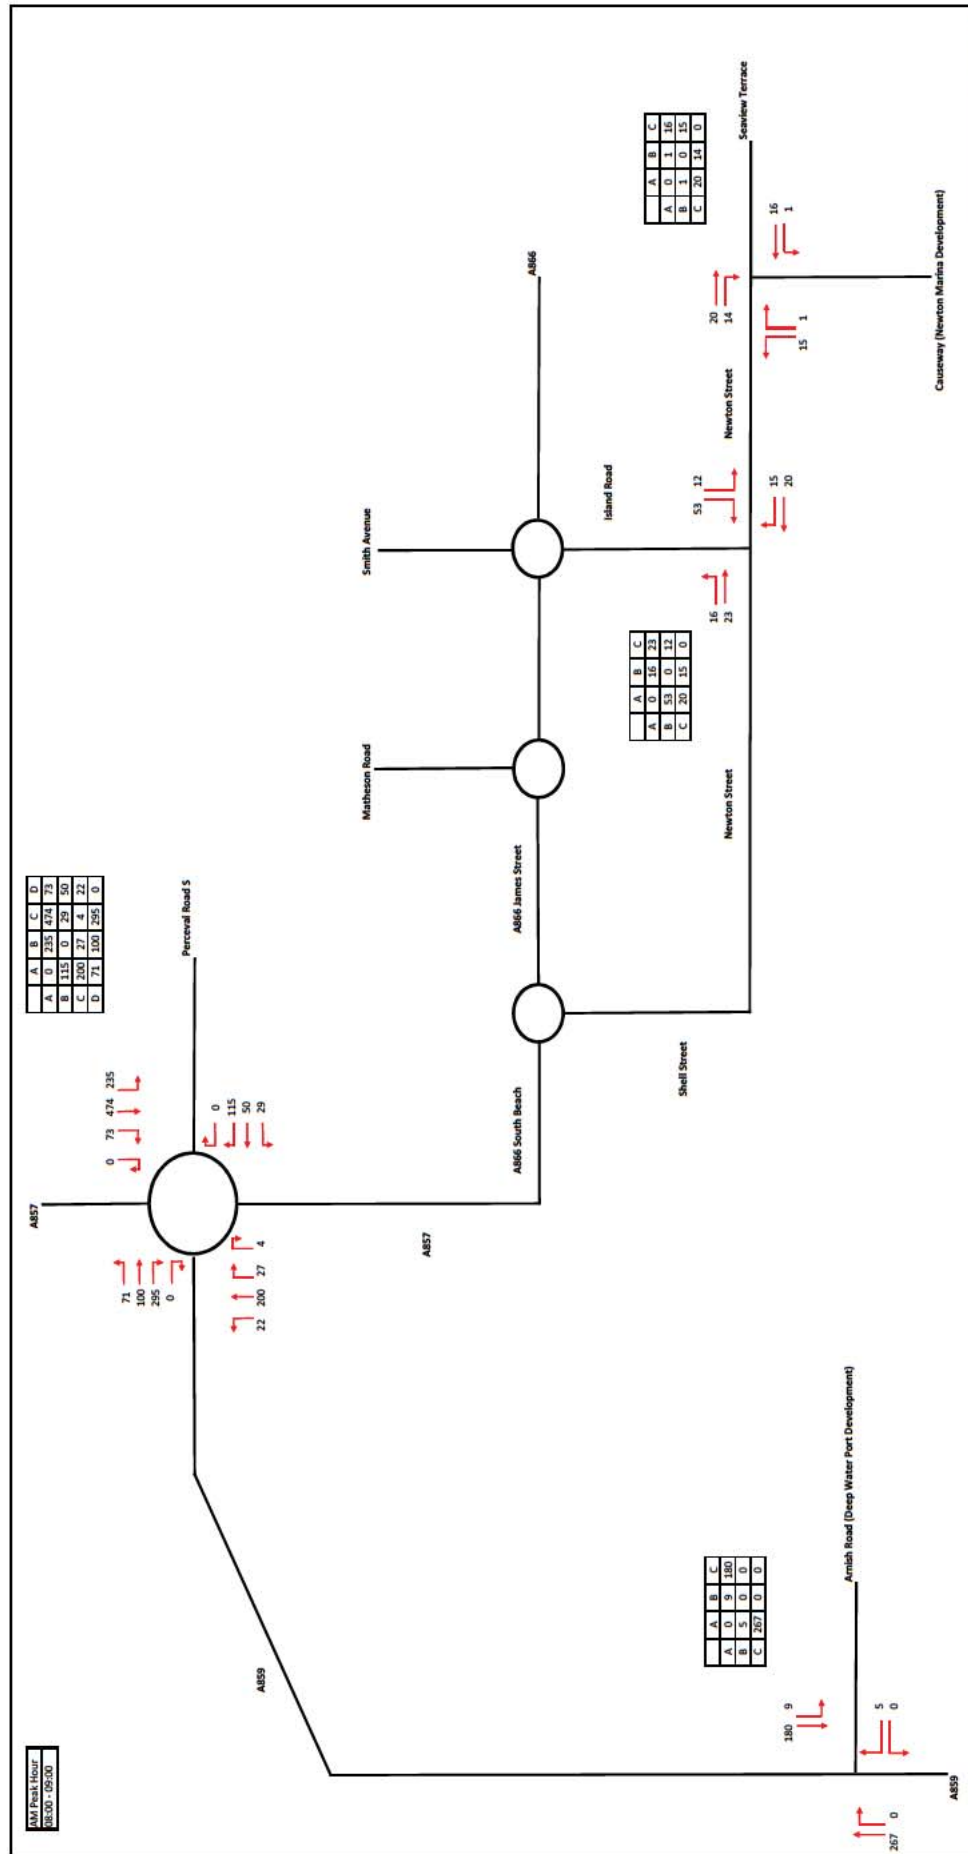 AM Peak Hour
08:00 - 09:00
A B C D
A 0 235 474 73
B 115 0 29 50
C 200 27 4 22
D 71 100 295 0
A857
0 73 474 235
71
100
295
0
Perceval Road S
0
115
50
29
22 200 27 4
A857
A859
A866 South Beach
A866 James Street
Matheson Road
Smith Avenue
A866
Island Road
Shell Street
Newton Street
Newton Street
A B C
A 0 16 23
B 53 0 12
C 20 15 0
16
23
53 12
15
20
A B C
A 0 1 16
B 1 0 15
C 20 14 0
20
14
16
1
15 1
Seaview Terrace
Causeway (Newton Marina Development)
A B C
A 0 9 180
B 5 0 0
C 267 0 0
180 9
5
0
267 0
Arnish Road (Deep Water Port Development)
A859